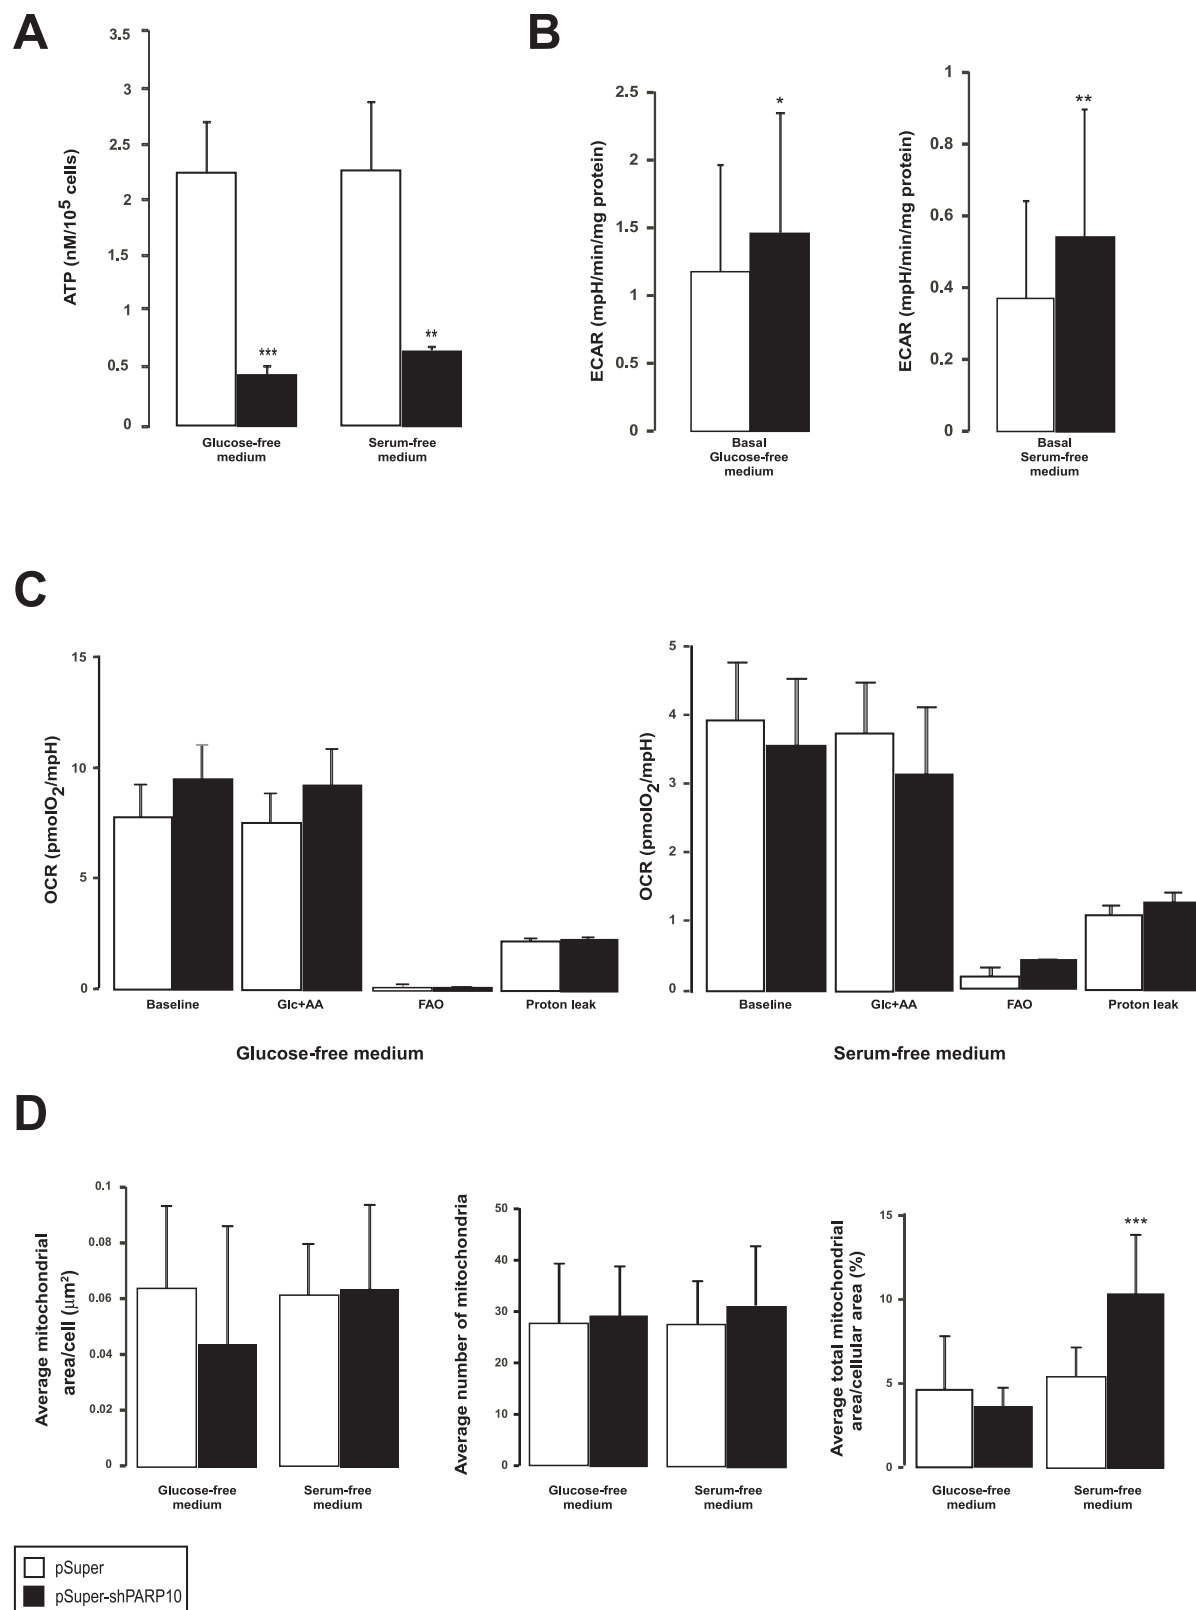 A
3.5
3
2.5
2
1.5
1
0.5
0
ATP (nM/10⁵ cells)
***
**
Glucose-free
medium
Serum-free
medium
B
2.5
2
1.5
1
0.5
0
ECAR (mpH/min/mg protein)
*
Basal
Glucose-free
medium
1
0.8
0.6
0.4
0.2
0
ECAR (mpH/min/mg protein)
**
Basal
Serum-free
medium
C
15
10
5
0
OCR (pmolO₂/mpH)
Baseline
Glc+AA
FAO
Proton leak
Glucose-free medium
5
4
3
2
1
0
OCR (pmolO₂/mpH)
Baseline
Glc+AA
FAO
Proton leak
Serum-free medium
D
0.1
0.08
0.06
0.04
0.02
0
Average mitochondrial
area/cell (μm²)
Glucose-free
medium
Serum-free
medium
50
40
30
20
10
0
Average number of mitochondria
Glucose-free
medium
Serum-free
medium
15
10
5
0
Average total mitochondrial
area/cellular area (%)
***
Glucose-free
medium
Serum-free
medium
pSuper
pSuper-shPARP10